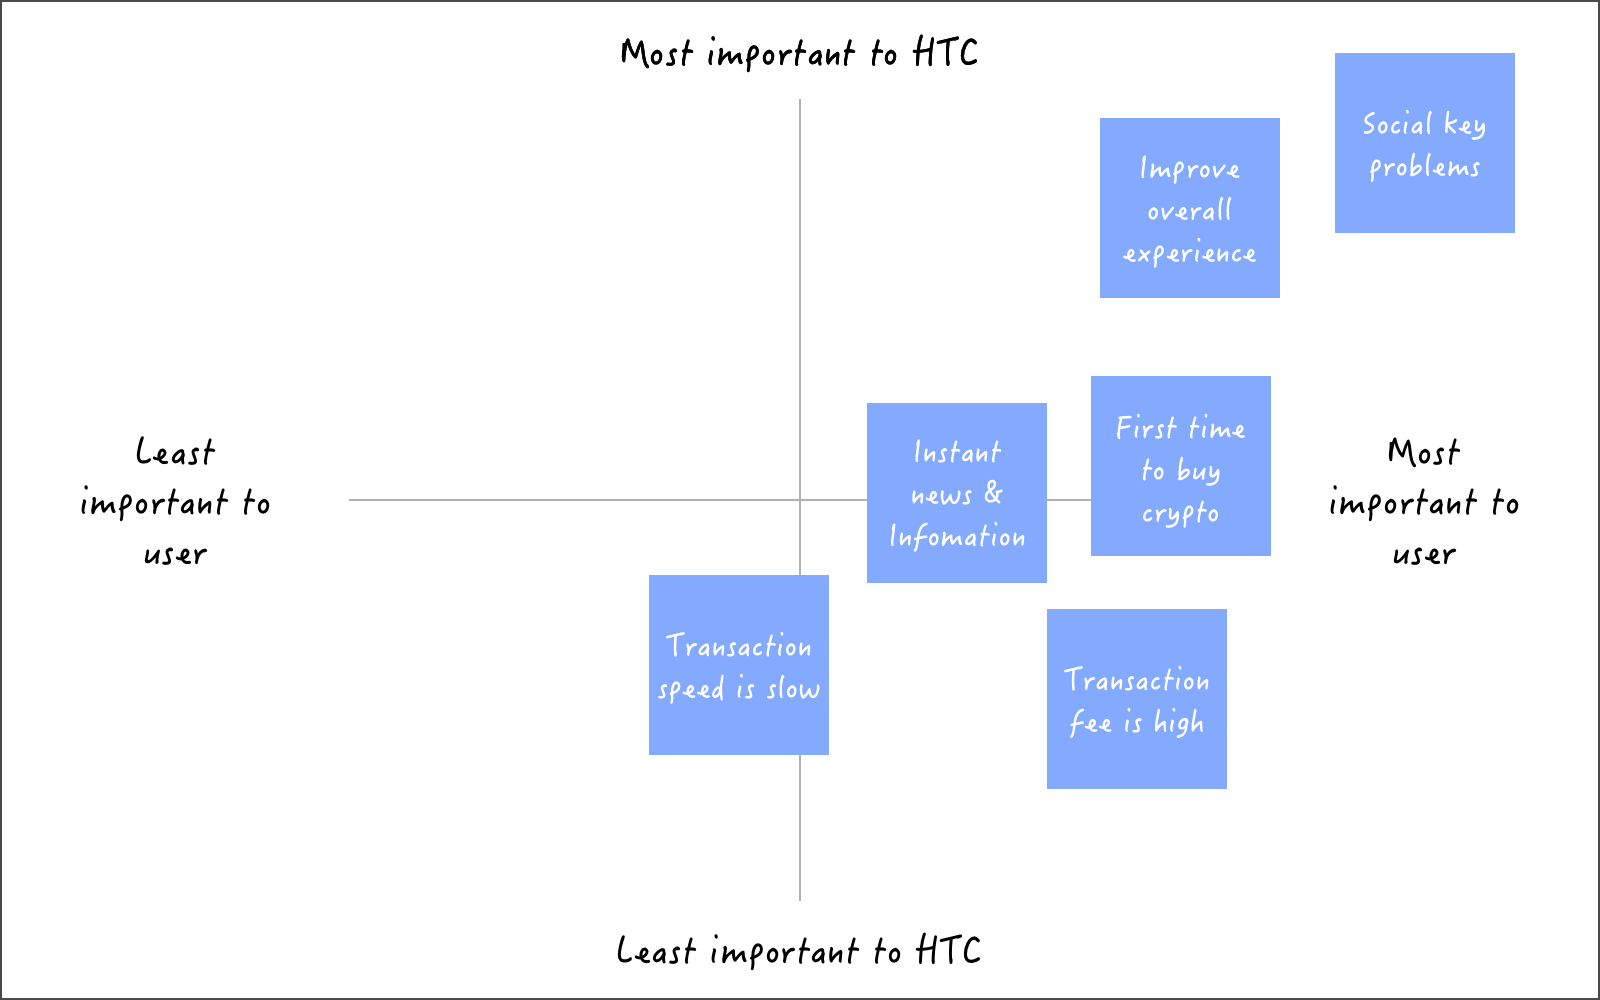 Most important to HTC
Social key
problems
Improve
overall
experience
Least
important to
user
Instant
news &
Infomation
First time
to buy
crypto
Most
important to
user
Transaction
speed is slow
Transaction
fee is high
Least important to HTC